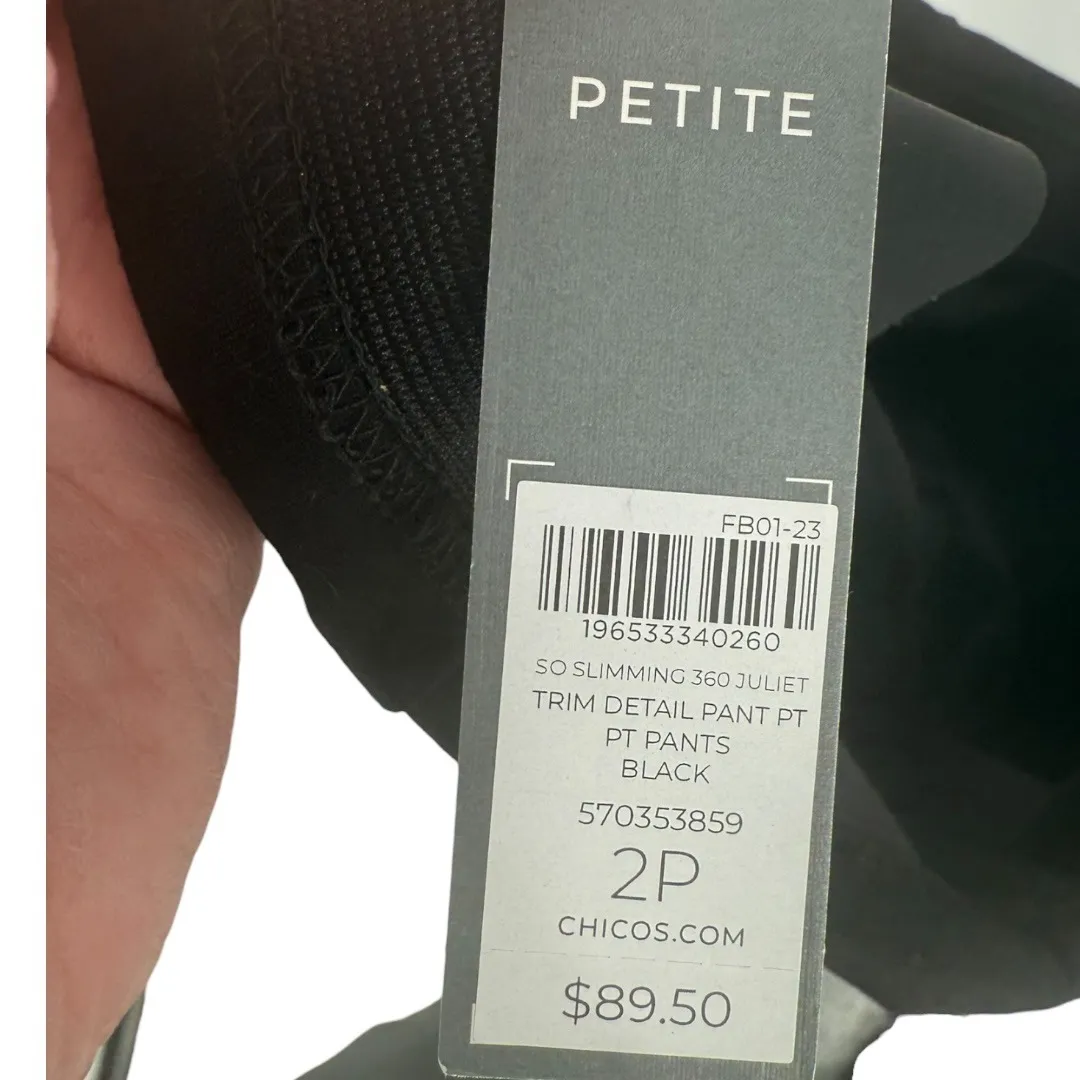 PETITE
FB01-23
196533340260
SO SLIMMING 360 JULIET
TRIM DETAIL PANT PT
PT PANTS
BLACK
570353859
2P
CHICOS.COM
$89.50